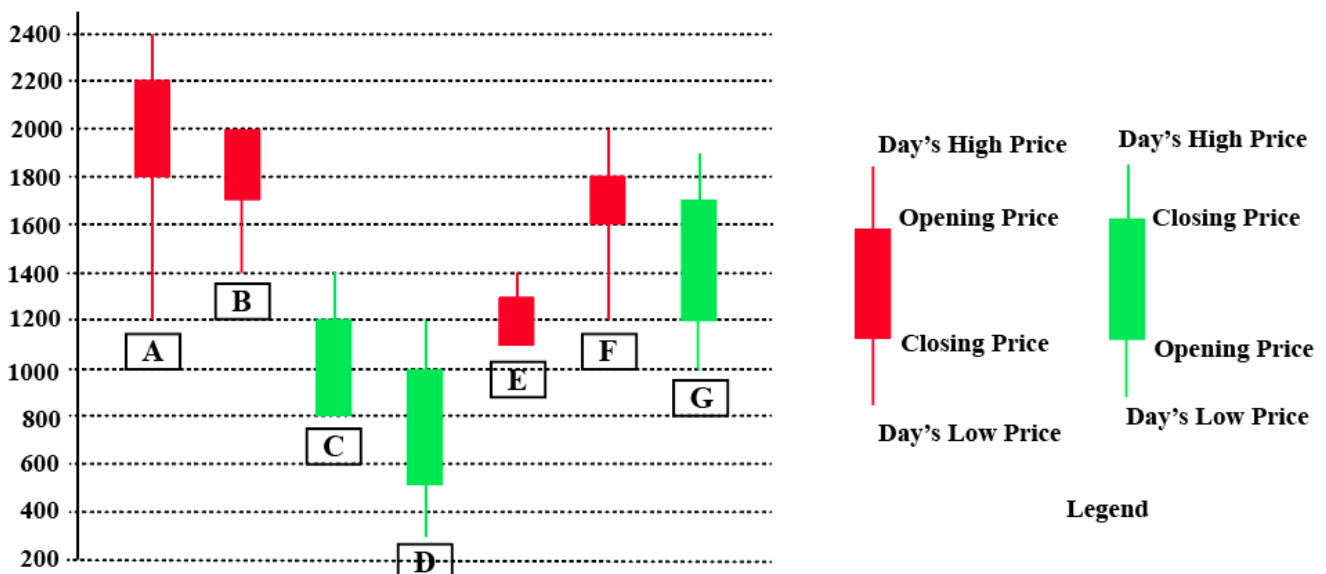 2400
2200
2000
1800
1600
1400
1200
1000
800
600
400
200
A
B
C
D
E
F
G
Day's High Price
Opening Price
Closing Price
Day's Low Price
Day's High Price
Closing Price
Opening Price
Day's Low Price
Legend